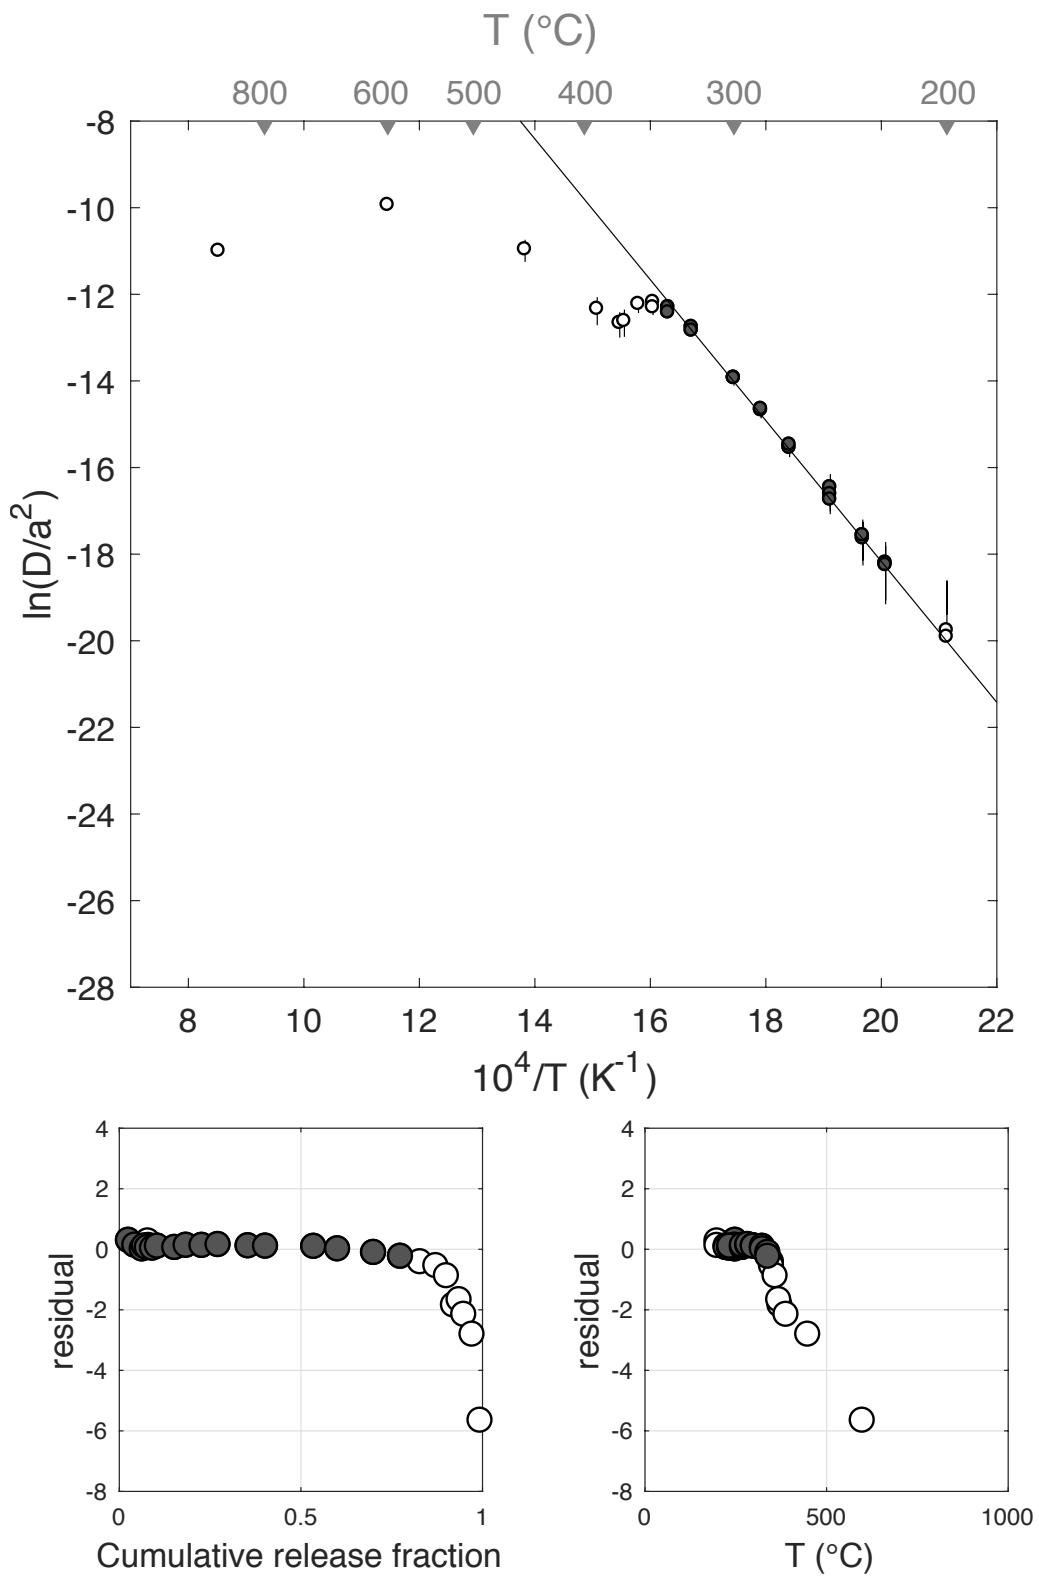 T (°C)
800 600 500 400 300 200
-8
-10
-12
-14
-16
-18
-20
-22
-24
-26
-28
ln(D/a²)
8 10 12 14 16 18 20 22
10⁴/T (K⁻¹)
4
2
0
-2
-4
-6
-8
residual
0 0.5 1
Cumulative release fraction
4
2
0
-2
-4
-6
-8
residual
0 500 1000
T (°C)